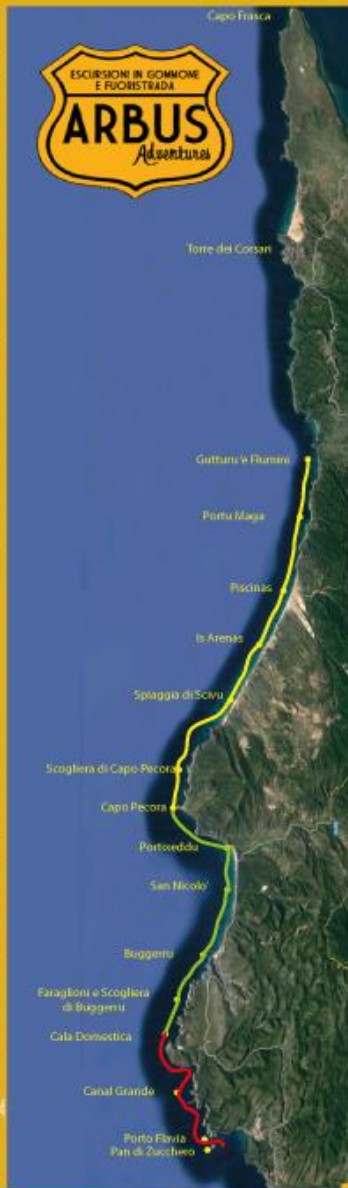 Capo Frasca
ESCURSIONI IN GOMMONE
E FUORISTRADA
ARBUS
Adventures
Torre dei Corsari
Gutturu 'e Flumini
Portu Maga
Piscinas
Is Arenas
Spiaggia di Scivu
Scogliera di Capo Pecora
Capo Pecora
Portixeddu
San Nicolo'
Buggerru
Faraglioni e Scogliera
di Buggerru
Cala Domestica
Canal Grande
Porto Flavia
Pan di Zucchero